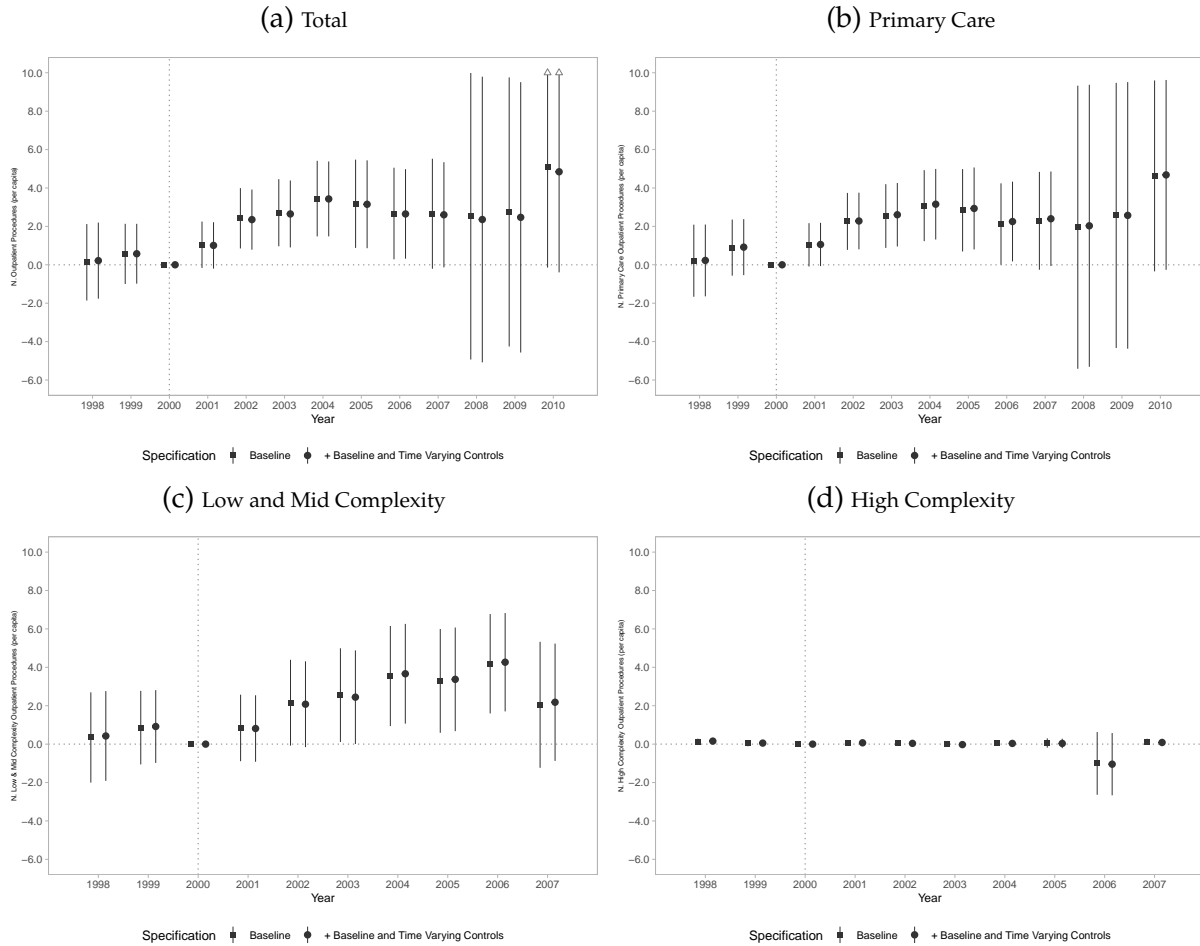 (a) Total
N. Outpatient Procedures (per capita)
10.0
8.0
6.0
4.0
2.0
0.0
−2.0
−4.0
−6.0
1998 1999 2000 2001 2002 2003 2004 2005 2006 2007 2008 2009 2010
Year
Specification Baseline + Baseline and Time Varying Controls
(b) Primary Care
N. Primary Care Outpatient Procedures (per capita)
10.0
8.0
6.0
4.0
2.0
0.0
−2.0
−4.0
−6.0
1998 1999 2000 2001 2002 2003 2004 2005 2006 2007 2008 2009 2010
Year
Specification Baseline + Baseline and Time Varying Controls
(c) Low and Mid Complexity
N. Low & Mid Complexity Outpatient Procedures (per capita)
10.0
8.0
6.0
4.0
2.0
0.0
−2.0
−4.0
−6.0
1998 1999 2000 2001 2002 2003 2004 2005 2006 2007
Year
Specification Baseline + Baseline and Time Varying Controls
(d) High Complexity
N. High Complexity Outpatient Procedures (per capita)
10.0
8.0
6.0
4.0
2.0
0.0
−2.0
−4.0
−6.0
1998 1999 2000 2001 2002 2003 2004 2005 2006 2007
Year
Specification Baseline + Baseline and Time Varying Controls